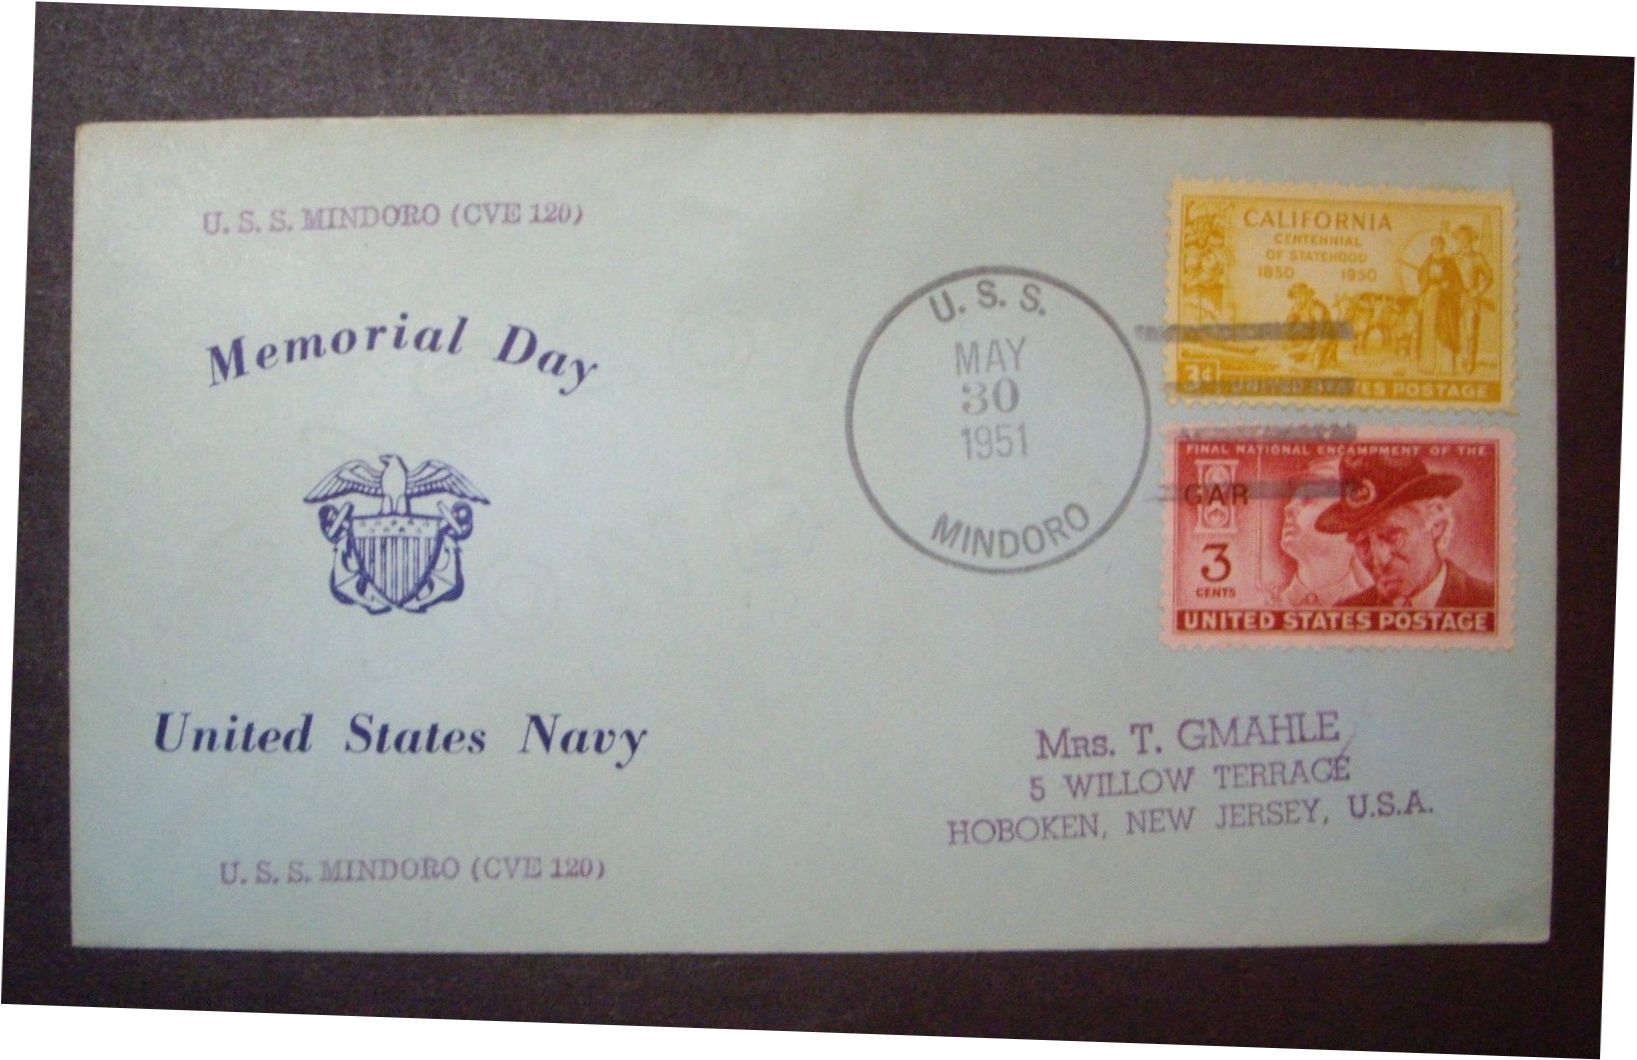 U. S. S. MINDORO (CVE 120)
Memorial Day
United States Navy
U. S. S. MINDORO (CVE 120)
U. S. S.
MAY
30
1951
MINDORO
CALIFORNIA
CENTENNIAL
OF STATEHOOD
1850 1950
3¢ UNITED STATES POSTAGE
FINAL NATIONAL ENCAMPMENT OF THE
GAR
3
CENTS
UNITED STATES POSTAGE
MRS. T. GMAHLE
5 WILLOW TERRACE
HOBOKEN, NEW JERSEY, U.S.A.